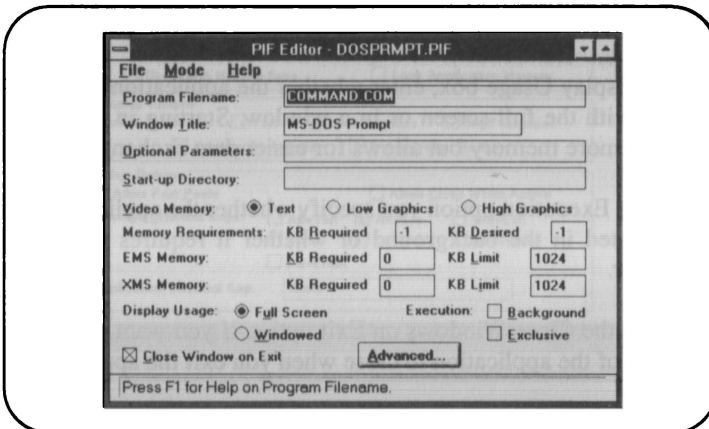 PIF Editor - DOSPRMPT.PIF
File Mode Help
Program Filename: COMMAND.COM
Window Title: MS-DOS Prompt
Optional Parameters:
Start-up Directory:
Video Memory: Text Low Graphics High Graphics
Memory Requirements: KB Required -1 KB Desired -1
EMS Memory: KB Required 0 KB Limit 1024
XMS Memory: KB Required 0 KB Limit 1024
Display Usage: Full Screen Execution: Background
Windowed Exclusive
Close Window on Exit Advanced...
Press F1 for Help on Program Filename.